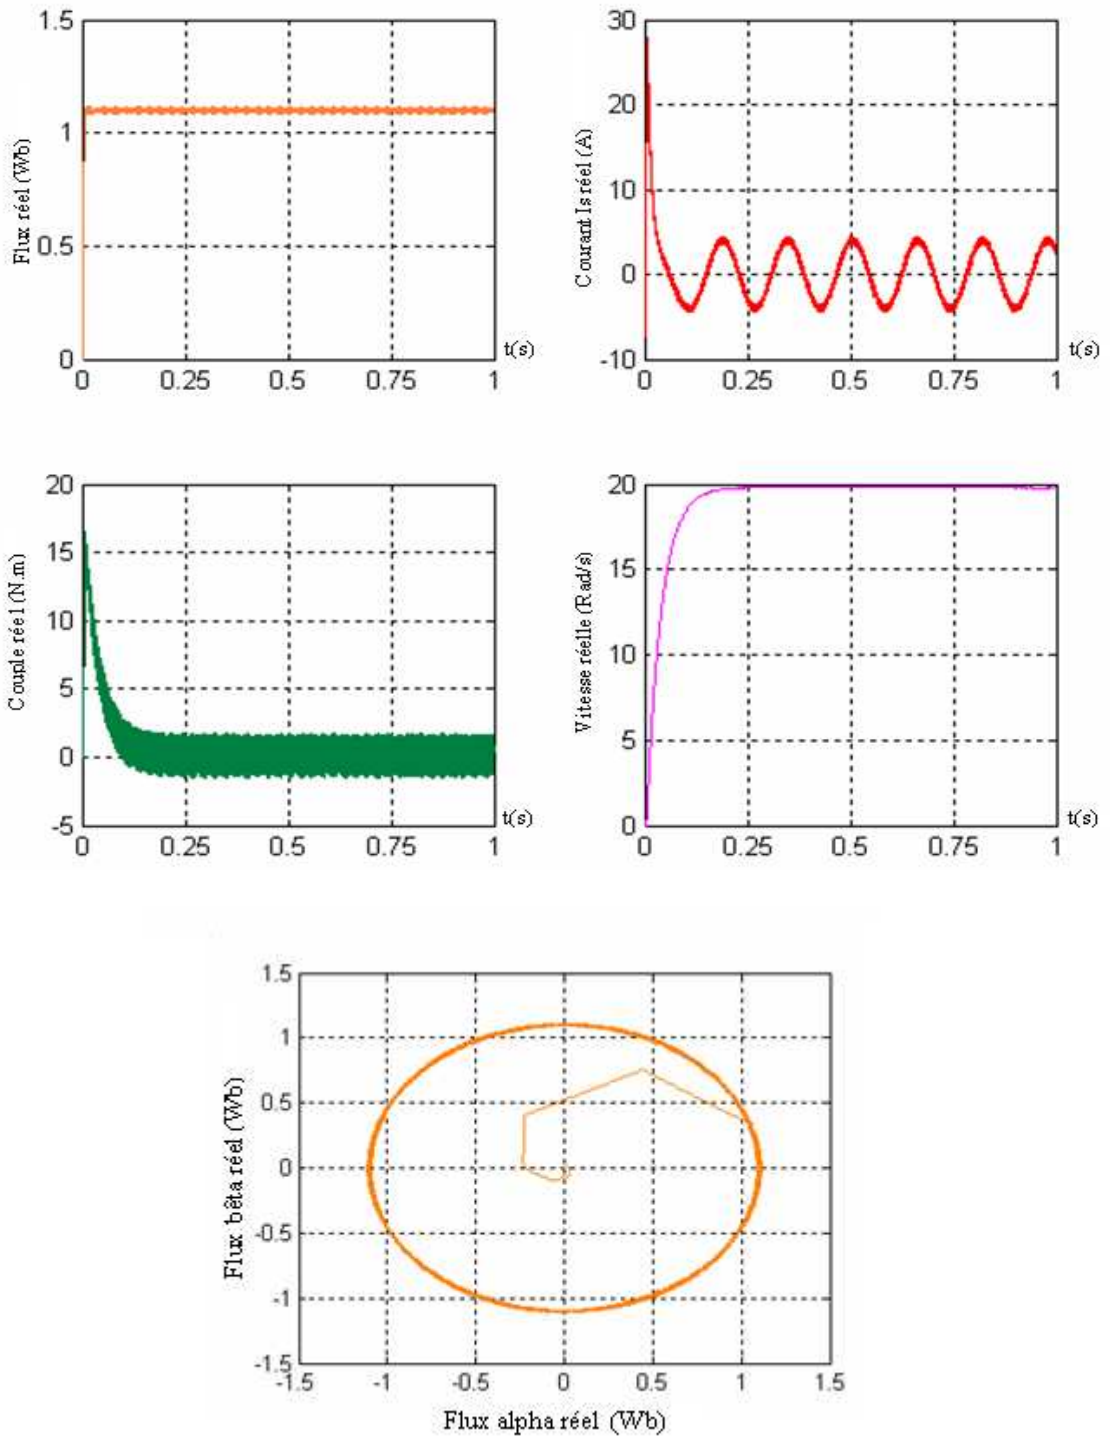 1.5
1
0.5
0
Flux réel (Wb)
0 0.25 0.5 0.75 1
t(s)
30
20
10
0
-10
Courant Is réel (A)
0 0.25 0.5 0.75 1
t(s)
20
15
10
5
0
-5
Couple réel (N.m)
0 0.25 0.5 0.75 1
t(s)
20
15
10
5
0
Vitesse réelle (Rad/s)
0 0.25 0.5 0.75 1
t(s)
1.5
1
0.5
0
-0.5
-1
-1.5
Flux bêta réel (Wb)
-1.5 -1 -0.5 0 0.5 1 1.5
Flux alpha réel (Wb)